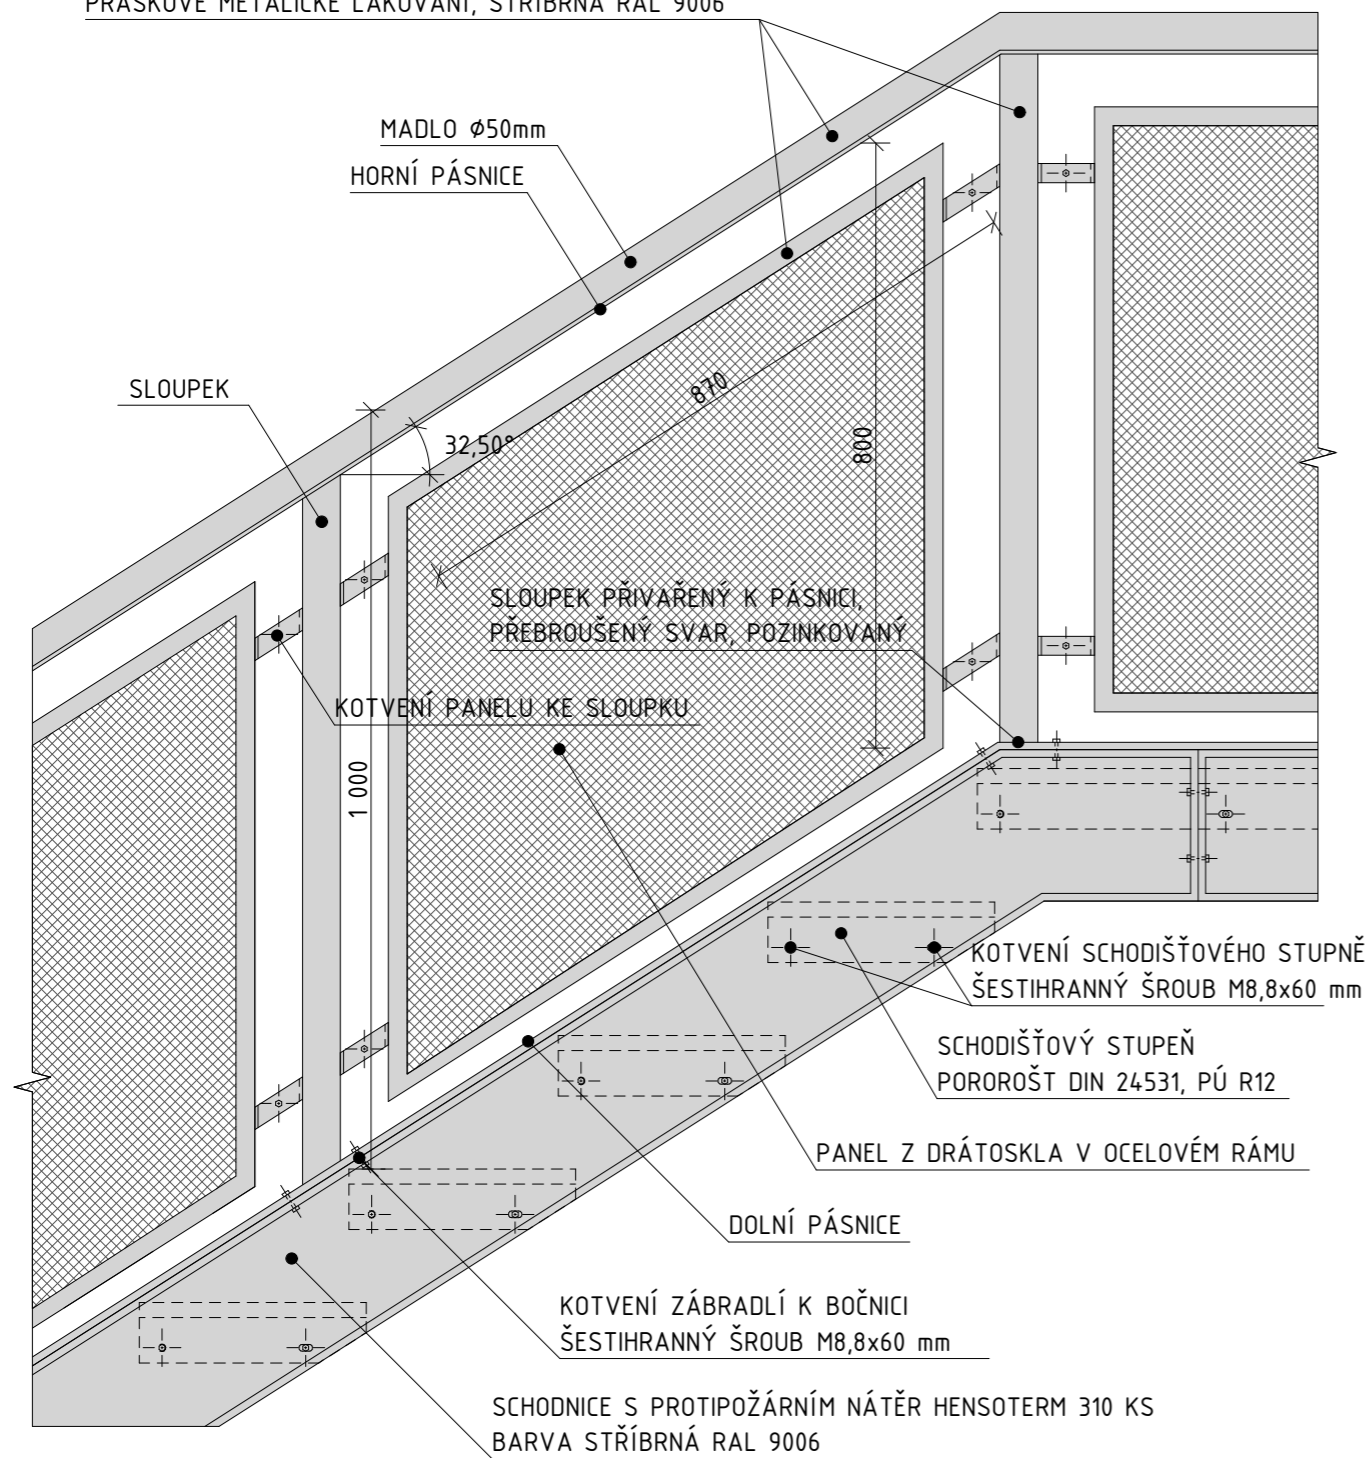 PRÁŠKOVÉ METALICKÉ LAKOVÁNÍ, STŘÍBRNÁ RAL 9006
MADLO Ø50mm
HORNÍ PÁSNICE
SLOUPEK
870
32,50°
800
SLOUPEK PŘIVAŘENÝ K PÁSNICI,
PŘEBROUŠENÝ SVAR, POZINKOVANÝ
KOTVENÍ PANELU KE SLOUPKU
1 000
KOTVENÍ SCHODIŠŤOVÉHO STUPNĚ
ŠESTIHRANNÝ ŠROUB M8,8x60 mm
SCHODIŠŤOVÝ STUPEŇ
POROROŠT DIN 24531, PÚ R12
PANEL Z DRÁTOSKLA V OCELOVÉM RÁMU
DOLNÍ PÁSNICE
KOTVENÍ ZÁBRADLÍ K BOČNICI
ŠESTIHRANNÝ ŠROUB M8,8x60 mm
SCHODNICE S PROTIPOŽÁRNÍM NÁTĚR HENSOTERM 310 KS
BARVA STŘÍBRNÁ RAL 9006